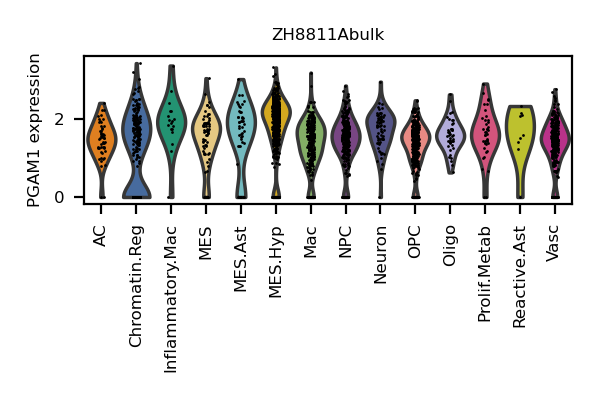 ZH8811Abulk
PGAM1 expression
2
0
AC
Chromatin.Reg
Inflammatory.Mac
MES
MES.Ast
MES.Hyp
Mac
NPC
Neuron
OPC
Oligo
Prolif.Metab
Reactive.Ast
Vasc